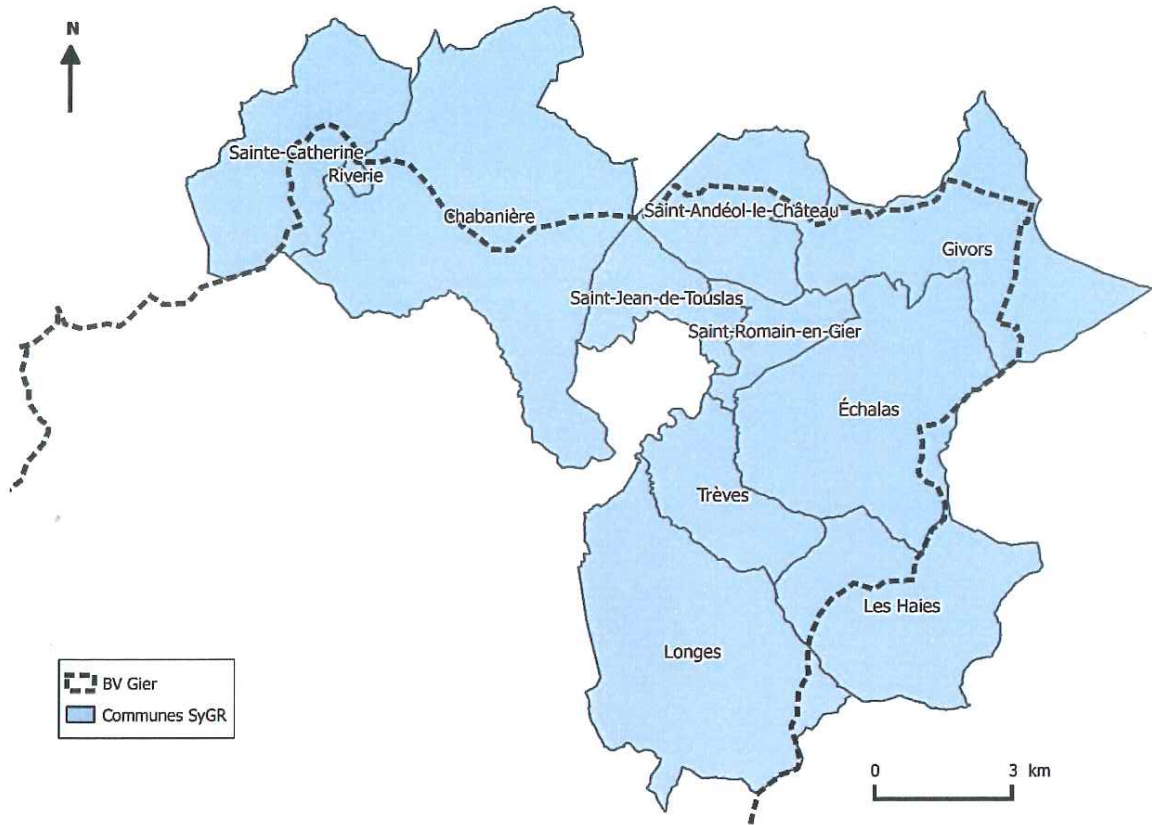 N
Sainte-Catherine
Riverie
Chabanière
Saint-Andéol-le-Château
Givors
Saint-Jean-de-Touslas
Saint-Romain-en-Gier
Échalas
Trèves
Les Haies
Longes
BV Gier
Communes SyGR
0 3 km